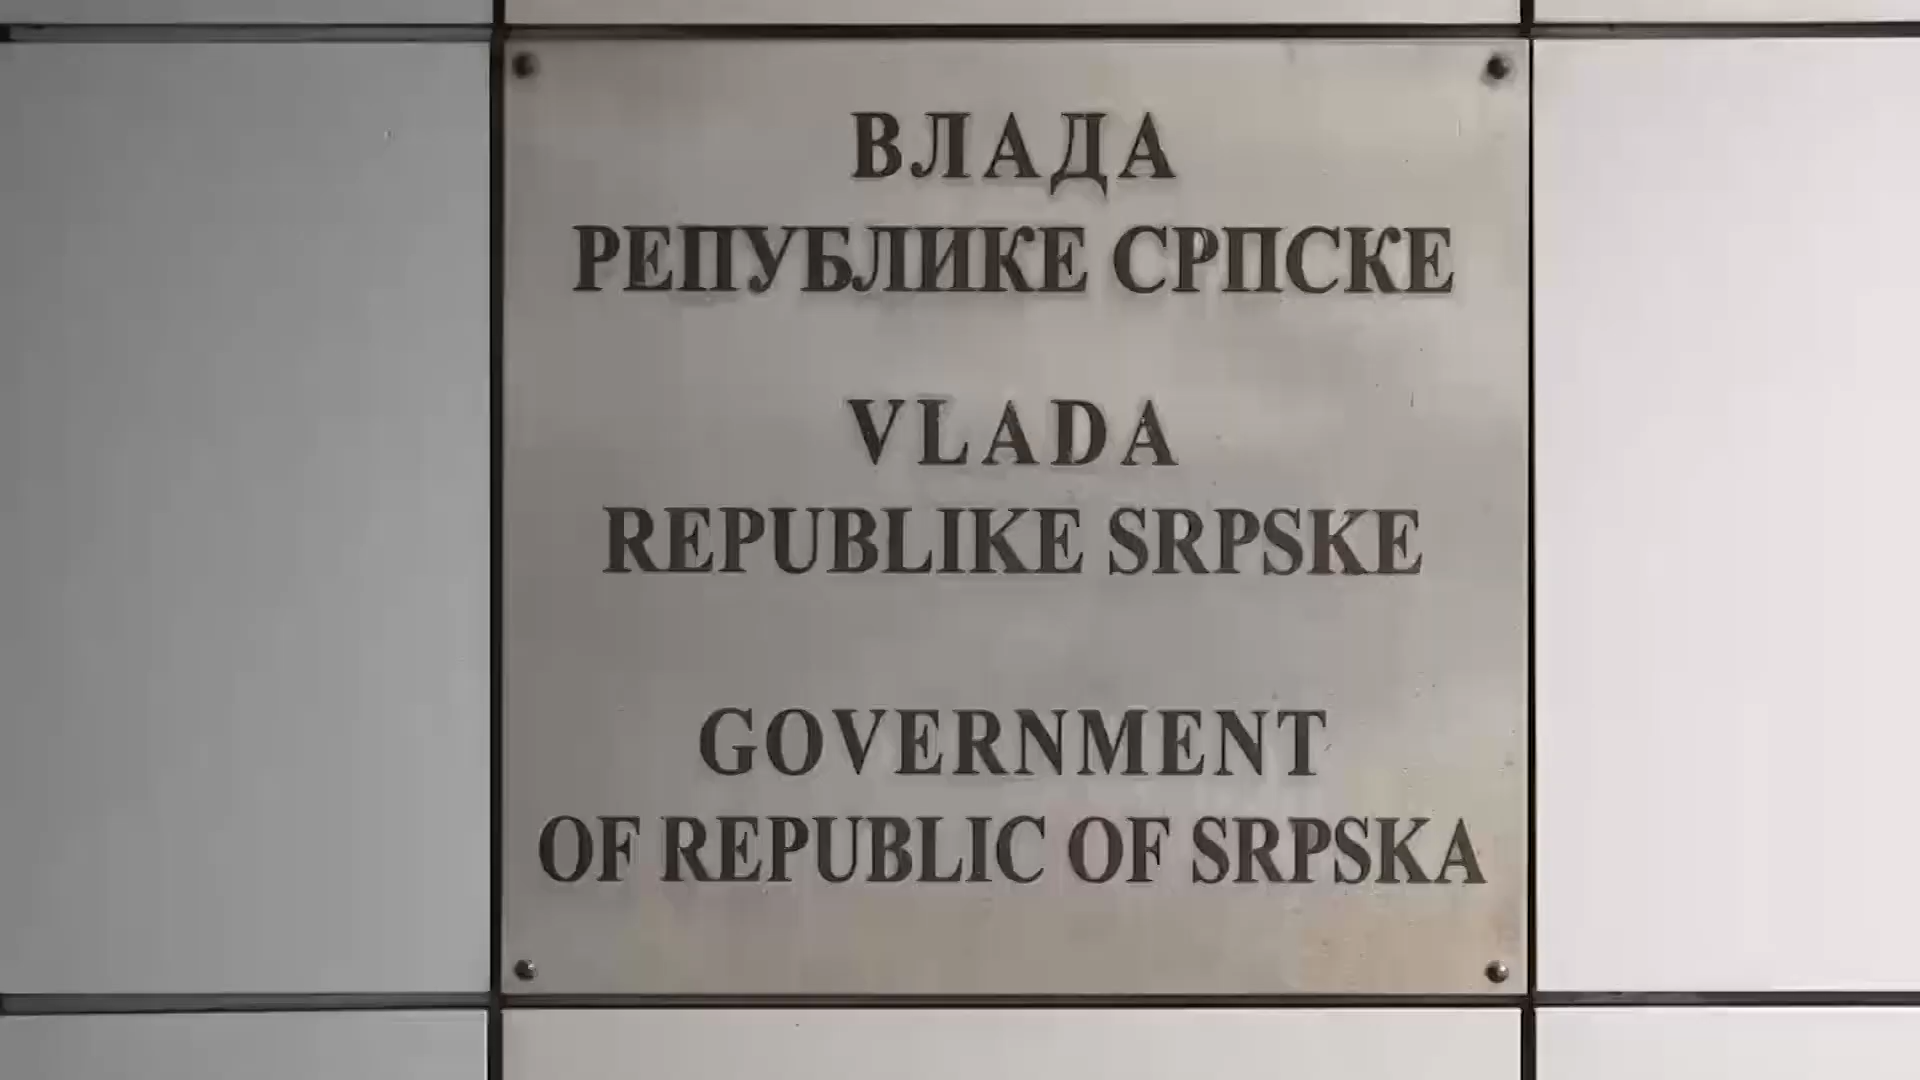 ВЛАДА
РЕПУБЛИКЕ СРПСКЕ
VLADA
REPUBLIKE SRPSKE
GOVERNMENT
OF REPUBLIC OF SRPSKA